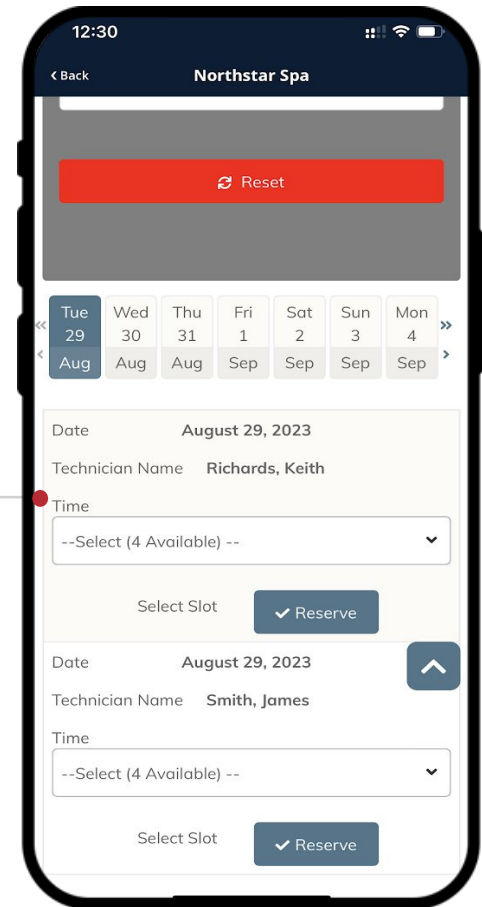 12:30
Back
Northstar Spa
Reset
Tue Wed Thu Fri Sat Sun Mon
29 30 31 1 2 3 4
Aug Aug Aug Sep Sep Sep Sep
Date August 29, 2023
Technician Name Richards, Keith
Time
--Select (4 Available) --
Select Slot Reserve
Date August 29, 2023
Technician Name Smith, James
Time
--Select (4 Available) --
Select Slot Reserve